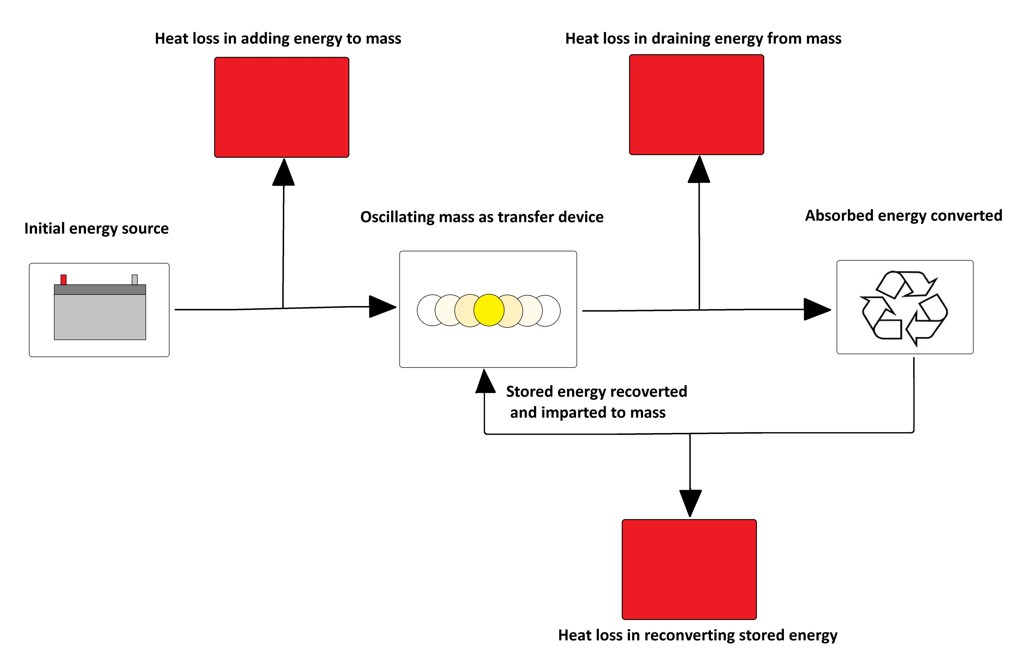 Heat loss in adding energy to mass
Heat loss in draining energy from mass
Initial energy source
Oscillating mass as transfer device
Absorbed energy converted
Stored energy recoverted
and imparted to mass
Heat loss in reconverting stored energy